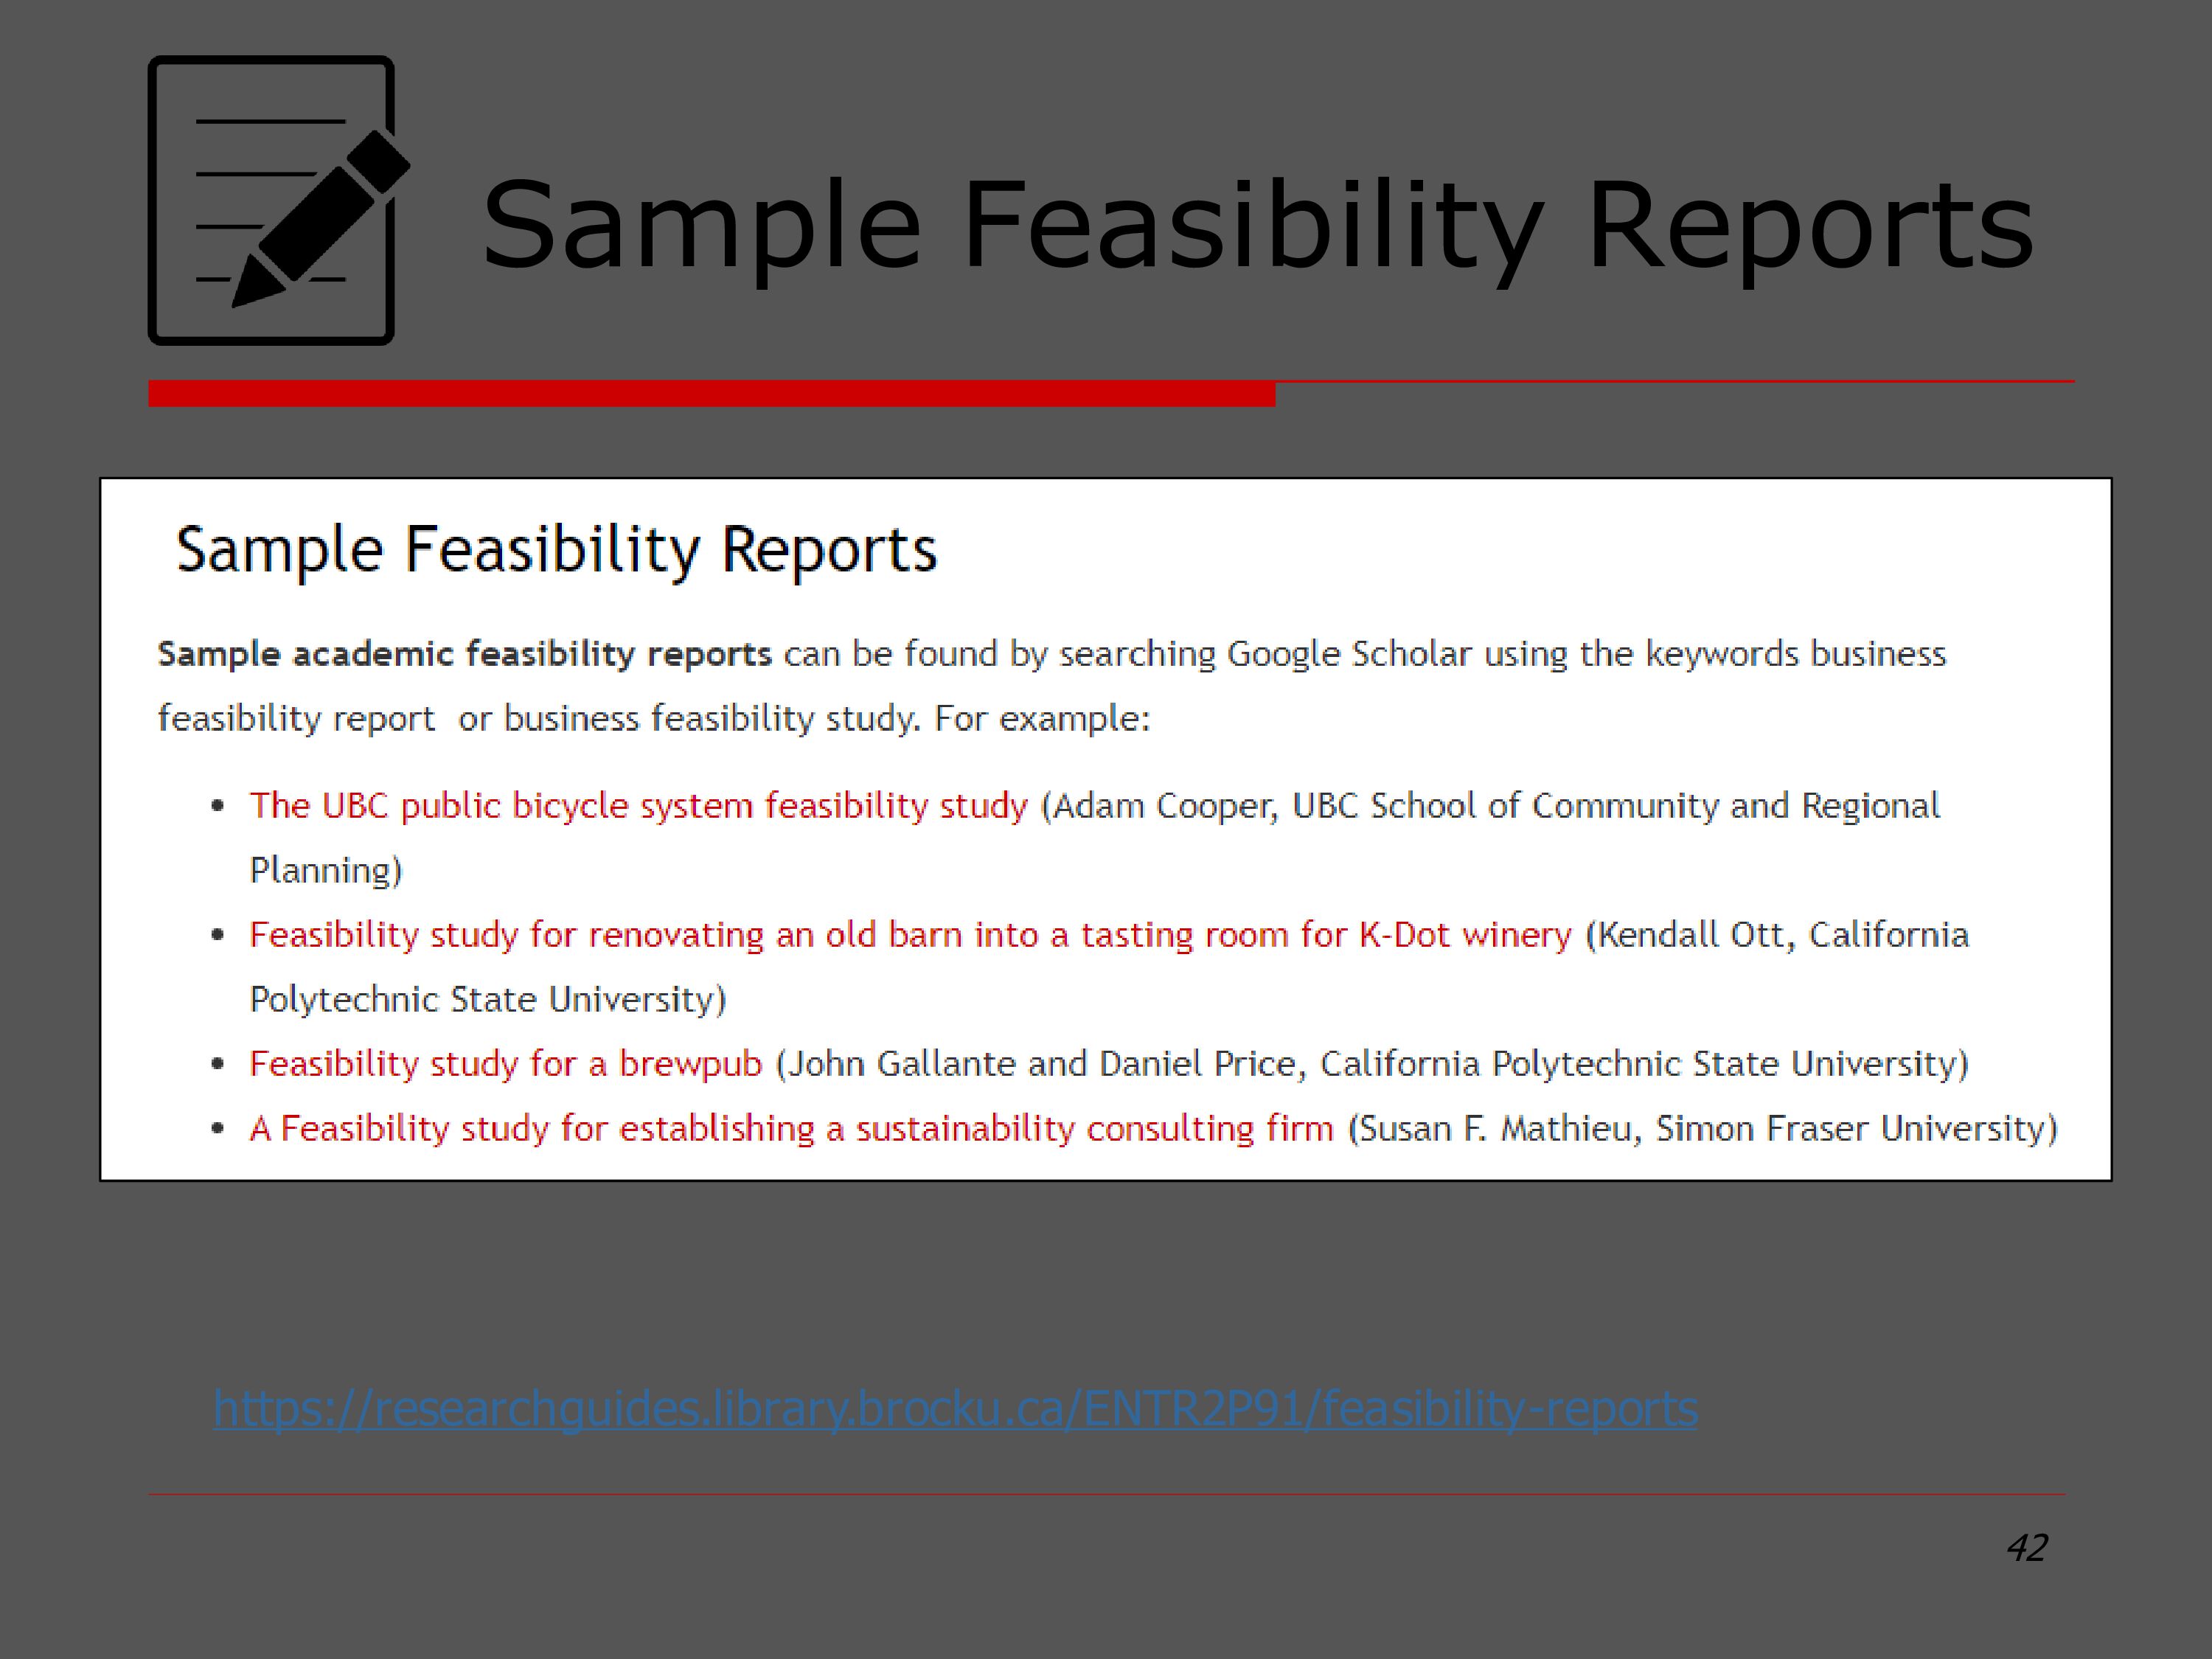 Sample Feasibility Reports
Sample Feasibility Reports
Sample academic feasibility reports can be found by searching Google Scholar using the keywords business
feasibility report  or business feasibility study. For example:
• The UBC public bicycle system feasibility study (Adam Cooper, UBC School of Community and Regional
Planning)
• Feasibility study for renovating an old barn into a tasting room for K-Dot winery (Kendall Ott, California
Polytechnic State University)
• Feasibility study for a brewpub (John Gallante and Daniel Price, California Polytechnic State University)
• A Feasibility study for establishing a sustainability consulting firm (Susan F. Mathieu, Simon Fraser University)
https://researchguides.library.brocku.ca/ENTR2P91/feasibility-reports
42